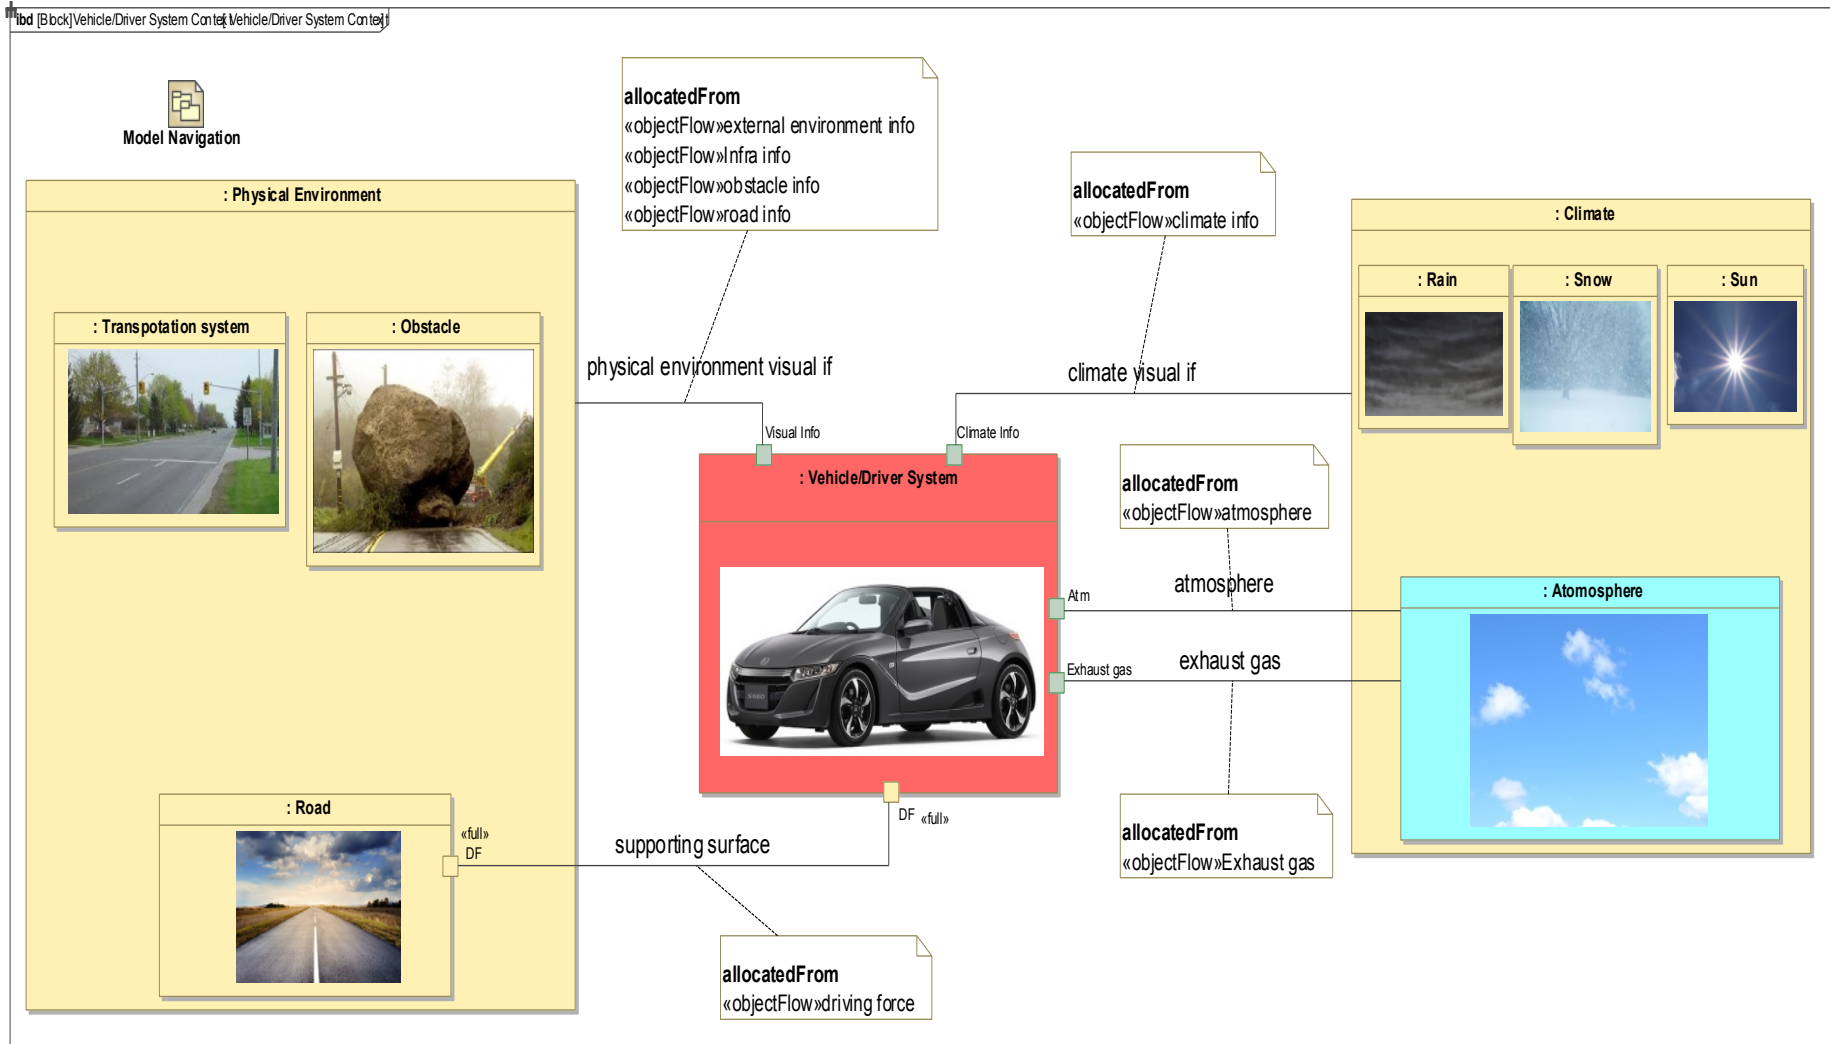 ibd [Block]Vehicle/Driver System Context[ Vehicle/Driver System Context]
Model Navigation
allocatedFrom
«objectFlow»external environment info
«objectFlow»Infra info
«objectFlow»obstacle info
«objectFlow»road info
allocatedFrom
«objectFlow»climate info
: Physical Environment
: Climate
: Transpotation system
: Obstacle
: Rain
: Snow
: Sun
physical environment visual if
climate visual if
Visual Info
Climate Info
: Vehicle/Driver System
allocatedFrom
«objectFlow»atmosphere
Atm
atmosphere
: Atomosphere
Exhaust gas
exhaust gas
S660
: Road
«full»
DF
DF «full»
supporting surface
allocatedFrom
«objectFlow»Exhaust gas
allocatedFrom
«objectFlow»driving force